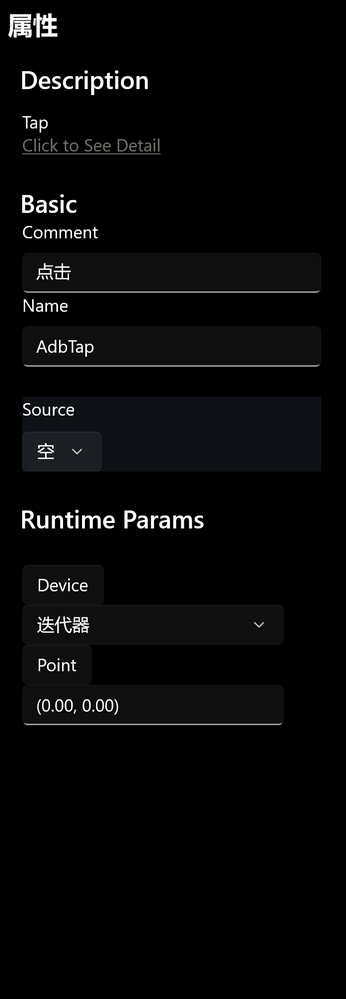 属性
Description
Tap
Click to See Detail
Basic
Comment
点击
Name
AdbTap
Source
空
Runtime Params
Device
迭代器
Point
(0.00, 0.00)